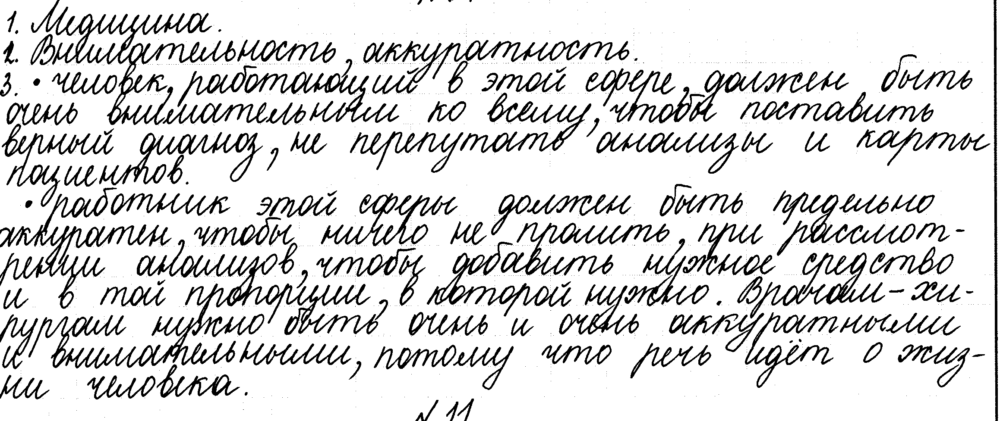 1. Медицина.
2. Внимательность, аккуратность.
3. • человек, работающий в этой сфере, должен быть
очень внимательным ко всему, чтобы поставить
верный диагноз, не перепутать анализы и карты
пациентов.
• работник этой сферы должен быть предельно
аккуратен, чтобы ничего не пролить, при рассмот-
рении анализов, чтобы добавить нужное средство
и в той пропорции, в которой нужно. Врачам-хи-
рургам нужно быть очень и очень аккуратными
и внимательными, потому что речь идёт о жиз-
ни человека.
№ 11